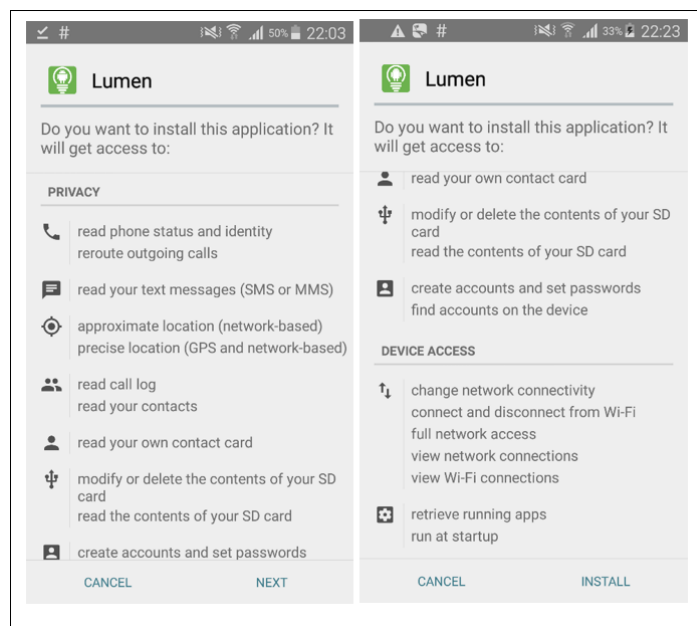 # 50% 22:03
Lumen
Do you want to install this application? It
will get access to:
PRIVACY
read phone status and identity
reroute outgoing calls
read your text messages (SMS or MMS)
approximate location (network-based)
precise location (GPS and network-based)
read call log
read your contacts
read your own contact card
modify or delete the contents of your SD
card
read the contents of your SD card
create accounts and set passwords
CANCEL NEXT
# 33% 22:23
Lumen
Do you want to install this application? It
will get access to:
read your own contact card
modify or delete the contents of your SD
card
read the contents of your SD card
create accounts and set passwords
find accounts on the device
DEVICE ACCESS
change network connectivity
connect and disconnect from Wi-Fi
full network access
view network connections
view Wi-Fi connections
retrieve running apps
run at startup
CANCEL INSTALL